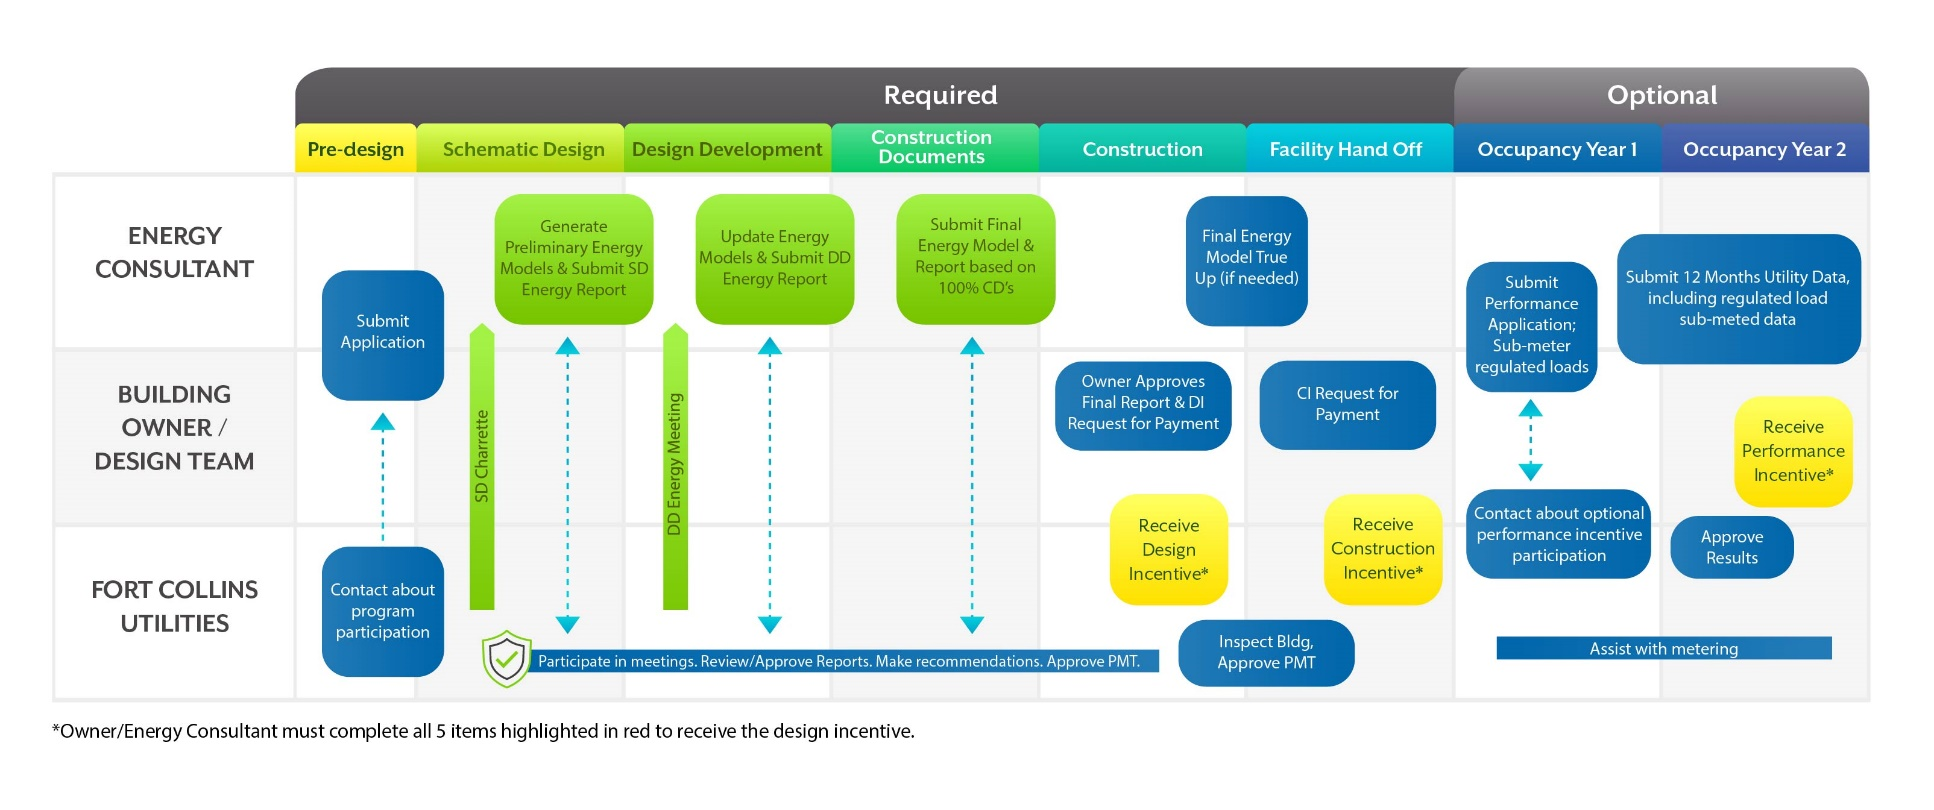 Required
Optional
Pre-design
Schematic Design
Design Development
Construction
Documents
Construction
Facility Hand Off
Occupancy Year 1
Occupancy Year 2
ENERGY
CONSULTANT
Submit
Application
Generate
Preliminary Energy
Models & Submit SD
Energy Report
Update Energy
Models & Submit DD
Energy Report
Submit Final
Energy Model &
Report based on
100% CD's
Final Energy
Model True
Up (if needed)
Submit
Performance
Application;
Sub-meter
regulated loads
Submit 12 Months Utility Data,
including regulated load
sub-meted data
BUILDING
OWNER /
DESIGN TEAM
SD Charrette
DD Energy Meeting
Owner Approves
Final Report & DI
Request for Payment
CI Request for
Payment
Receive
Performance
Incentive*
FORT COLLINS
UTILITIES
Contact about
program
participation
Receive
Design
Incentive*
Receive
Construction
Incentive*
Contact about optional
performance incentive
participation
Approve
Results
Participate in meetings. Review/Approve Reports. Make recommendations. Approve PMT.
Inspect Bldg,
Approve PMT
Assist with metering
*Owner/Energy Consultant must complete all 5 items highlighted in red to receive the design incentive.